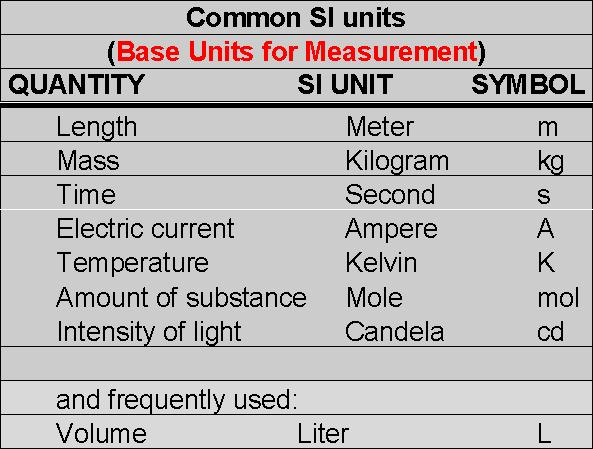 Common SI units
(Base Units for Measurement)
QUANTITY SI UNIT SYMBOL
Length Meter m
Mass Kilogram kg
Time Second s
Electric current Ampere A
Temperature Kelvin K
Amount of substance Mole mol
Intensity of light Candela cd
and frequently used:
Volume Liter L